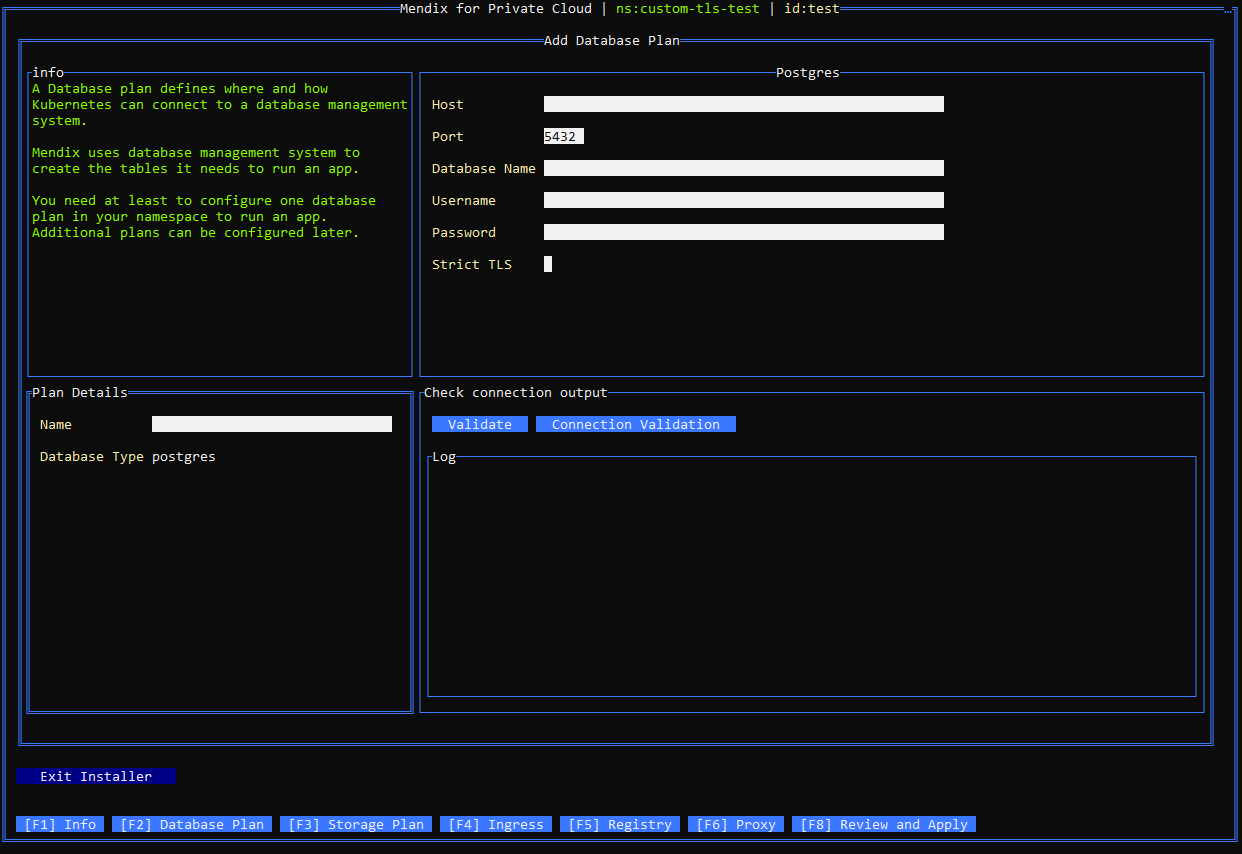 Mendix for Private Cloud | ns:custom-tls-test | id:test
…
Add Database Plan
info
A Database plan defines where and how
Kubernetes can connect to a database management
system.
Mendix uses database management system to
create the tables it needs to run an app.
You need at least to configure one database
plan in your namespace to run an app.
Additional plans can be configured later.
Postgres
Host
Port 5432
Database Name
Username
Password
Strict TLS
Plan Details
Name
Database Type postgres
Check connection output
Validate Connection Validation
Log
Exit Installer
[F1] Info [F2] Database Plan [F3] Storage Plan [F4] Ingress [F5] Registry [F6] Proxy [F8] Review and Apply